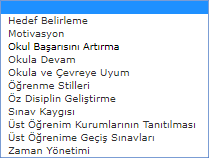 Hedef Belirleme
Motivasyon
Okul Başarısını Artırma
Okula Devam
Okula ve Çevreye Uyum
Öğrenme Stilleri
Öz Disiplin Geliştirme
Sınav Kaygısı
Üst Öğrenim Kurumlarının Tanıtılması
Üst Öğrenime Geçiş Sınavları
Zaman Yönetimi